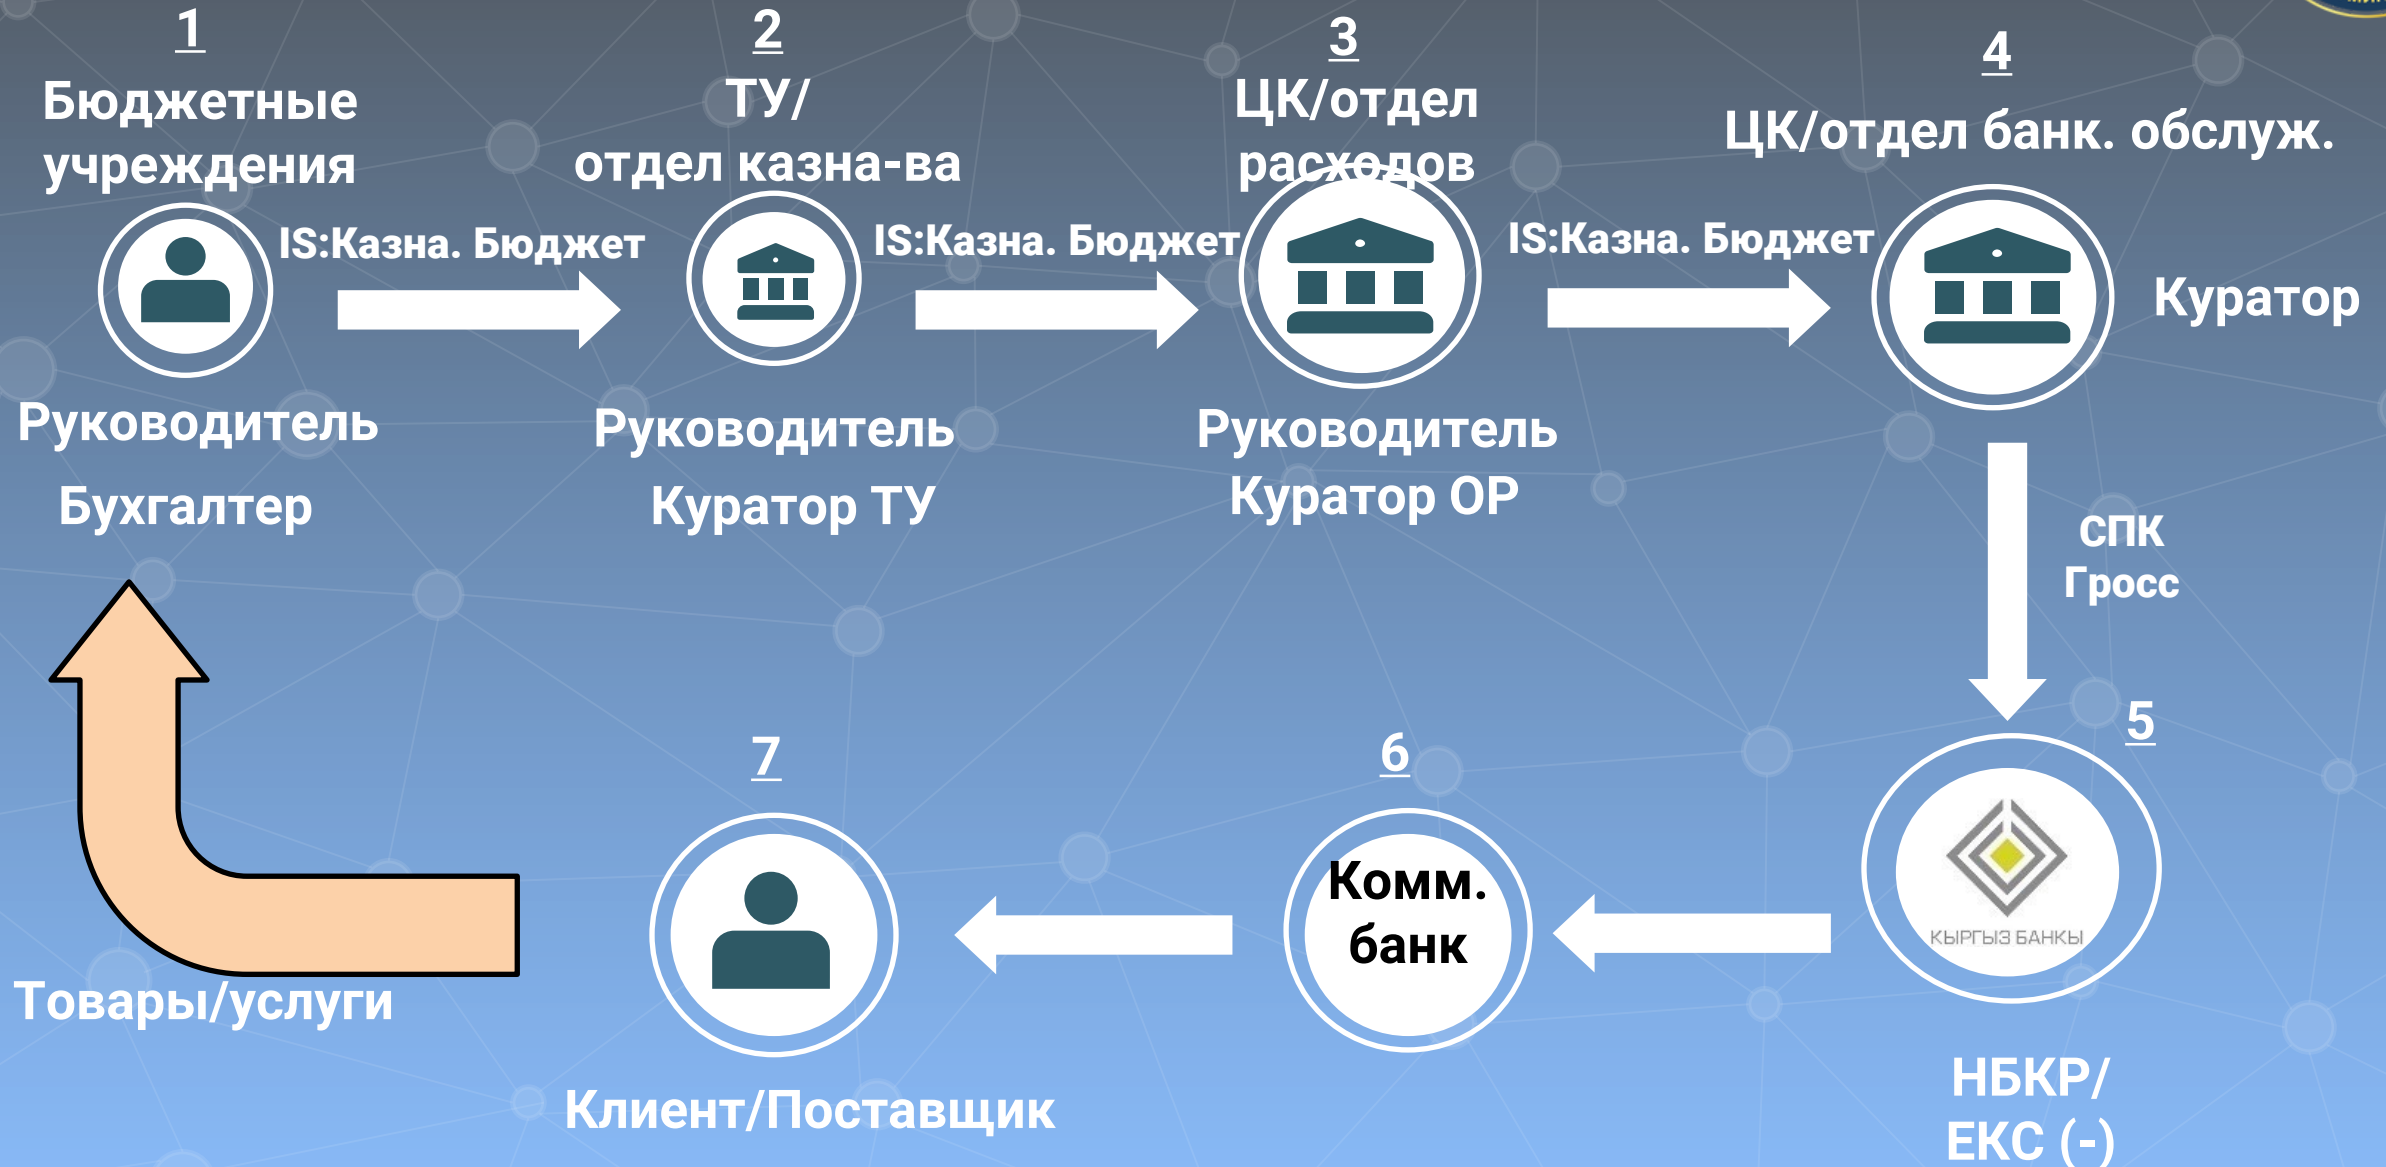 1
Бюджетные
учреждения
2
ТУ/
отдел казна-ва
3
ЦК/отдел
расходов
4
ЦК/отдел банк. обслуж.
IS:Казна. Бюджет
IS:Казна. Бюджет
IS:Казна. Бюджет
Куратор
Руководитель
Бухгалтер
Руководитель
Куратор ТУ
Руководитель
Куратор ОР
СПК
Гросс
5
КЫРГЫЗ БАНКЫ
НБКР/
ЕКС (-)
6
Комм.
банк
7
Клиент/Поставщик
Товары/услуги